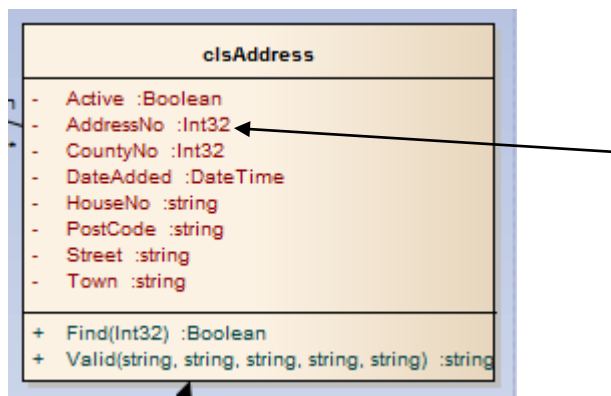 clsAddress
- Active :Boolean
- AddressNo :Int32
- CountyNo :Int32
- DateAdded :DateTime
- HouseNo :string
- PostCode :string
- Street :string
- Town :string
+ Find(Int32) :Boolean
+ Valid(string, string, string, string, string) :string